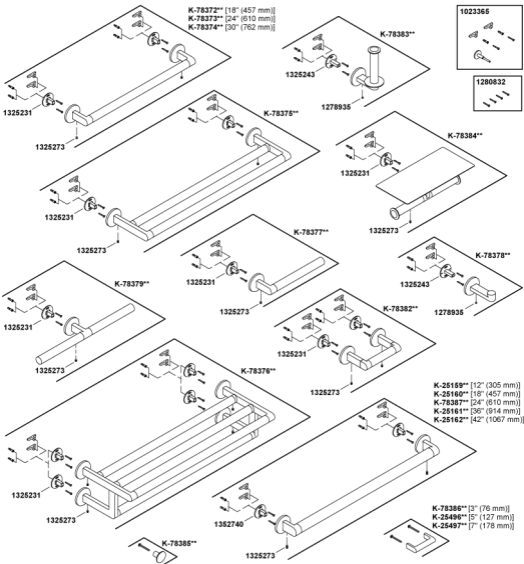 K-78372** [18" (457 mm)]
K-78373** [24" (610 mm)]
K-78374** [30" (762 mm)]
1325231
1325273
K-78383**
1325243
1278935
1023365
1280832
K-78375**
1325231
1325273
K-78384**
1325231
1325273
K-78377**
1325231
1325273
K-78378**
1325243
1278935
K-78379**
1325231
1325273
K-78382**
1325231
1325273
K-78376**
1325231
1325273
K-25159** [12" (305 mm)]
K-25160** [18" (457 mm)]
K-78387** [24" (610 mm)]
K-25161** [36" (914 mm)]
K-25162** [42" (1067 mm)]
1352740
1325273
K-78385**
K-78386** [3" (76 mm)]
K-25496** [5" (127 mm)]
K-25497** [7" (178 mm)]